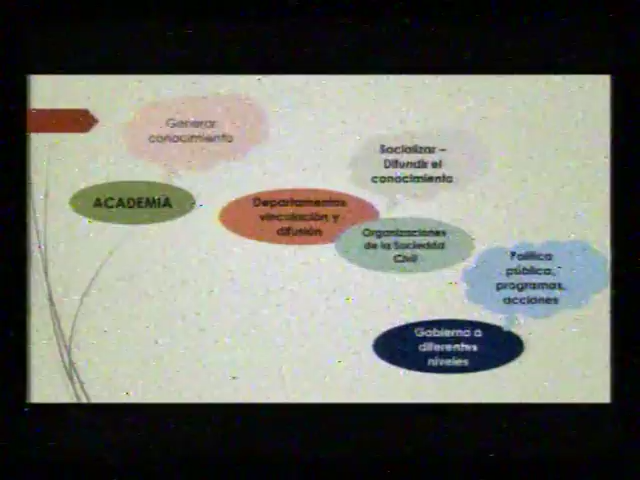 Generar
conocimiento
ACADEMIA
Departamentos
vinculación y
difusión
Socializar –
Difundir el
conocimiento
Organizaciones
de la Sociedad
Civil
Política
pública,
programas,
acciones
Gobierno a
diferentes
niveles